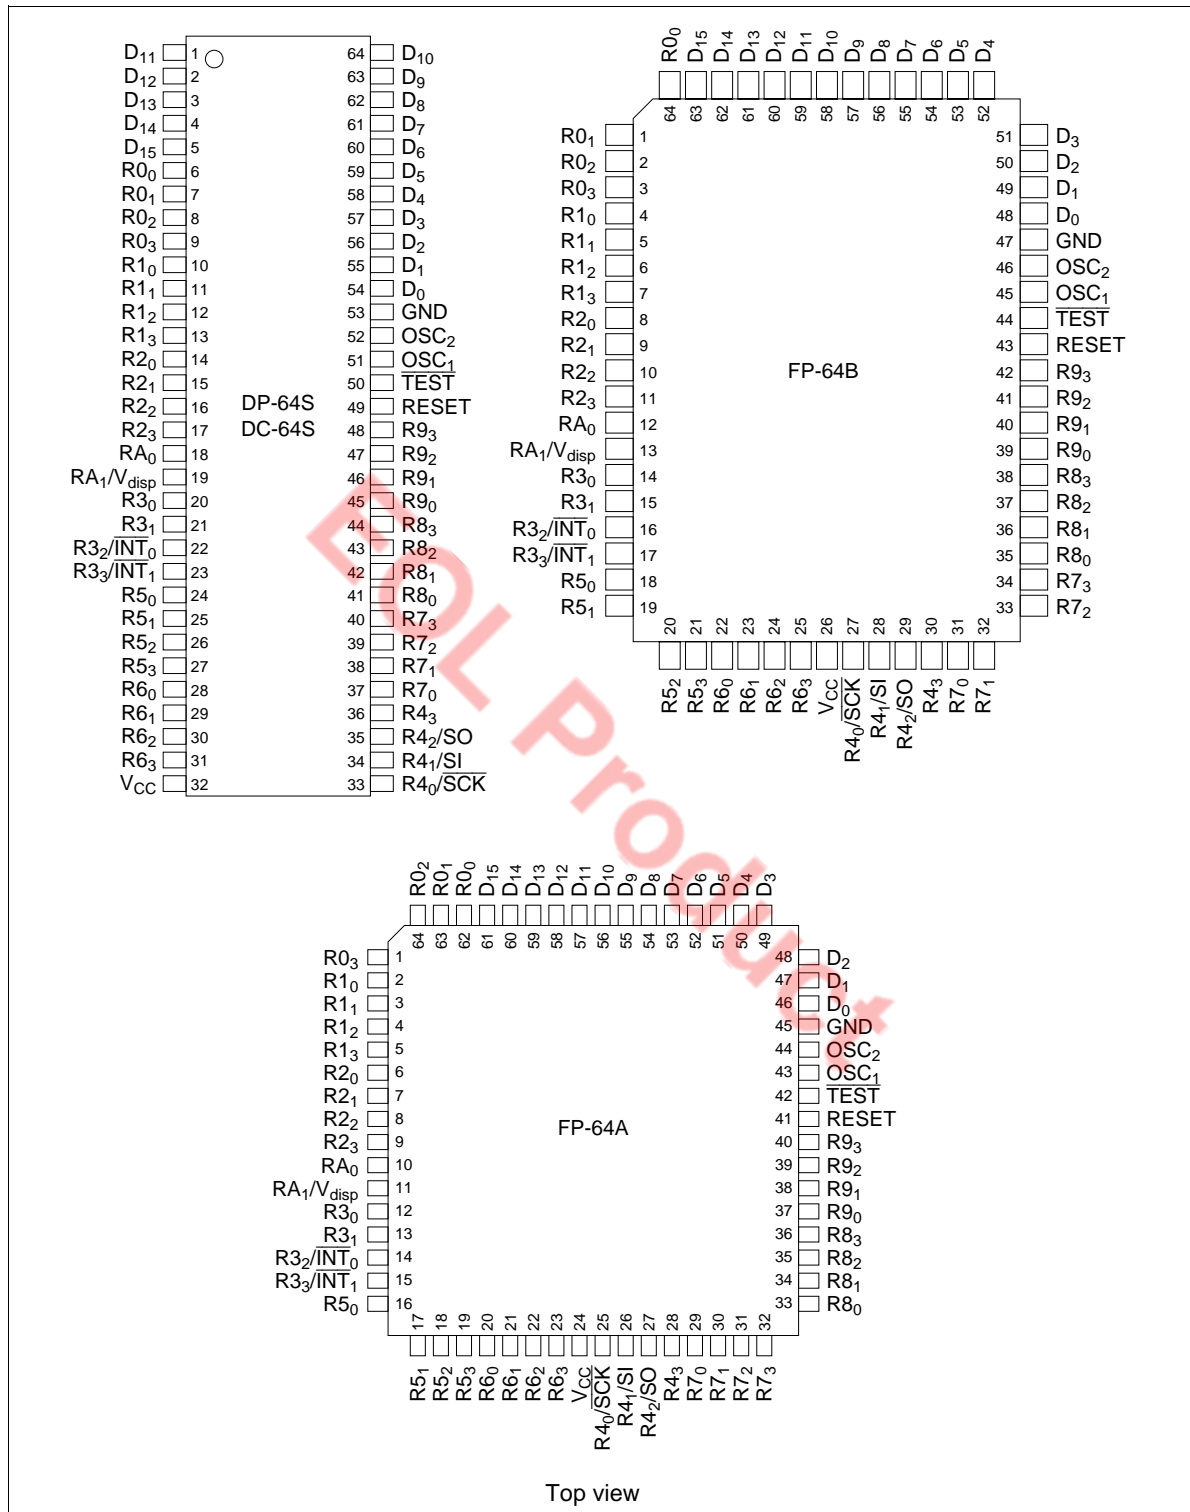 D11 1 64 D10
D12 2 63 D9
D13 3 62 D8
D14 4 61 D7
D15 5 60 D6
R00 6 59 D5
R01 7 58 D4
R02 8 57 D3
R03 9 56 D2
R10 10 55 D1
R11 11 54 D0
R12 12 53 GND
R13 13 52 OSC2
R20 14 51 OSC1
R21 15 50 TEST
R22 16 49 RESET
R23 17 48 R93
RA0 18 47 R92
RA1/Vdisp 19 46 R91
R30 20 45 R90
R31 21 44 R83
R32/INT0 22 43 R82
R33/INT1 23 42 R81
R50 24 41 R80
R51 25 40 R73
R52 26 39 R72
R53 27 38 R71
R60 28 37 R70
R61 29 36 R43
R62 30 35 R42/SO
R63 31 34 R41/SI
VCC 32 33 R40/SCK
DP-64S
DC-64S
R00 D15 D14 D13 D12 D11 D10 D9 D8 D7 D6 D5 D4
64 63 62 61 60 59 58 57 56 55 54 53 52
R01 1 51 D3
R02 2 50 D2
R03 3 49 D1
R10 4 48 D0
R11 5 47 GND
R12 6 46 OSC2
R13 7 45 OSC1
R20 8 44 TEST
R21 9 43 RESET
R22 10 42 R93
R23 11 41 R92
RA0 12 40 R91
RA1/Vdisp 13 39 R90
R30 14 38 R83
R31 15 37 R82
R32/INT0 16 36 R81
R33/INT1 17 35 R80
R50 18 34 R73
R51 19 33 R72
FP-64B
20 21 22 23 24 25 26 27 28 29 30 31 32
R52 R53 R60 R61 R62 R63 VCC R40/SCK R41/SI R42/SO R43 R70 R71
EOL Product
R02 R01 R00 D15 D14 D13 D12 D11 D10 D9 D8 D7 D6 D5 D4 D3
64 63 62 61 60 59 58 57 56 55 54 53 52 51 50 49
R03 1 48 D2
R10 2 47 D1
R11 3 46 D0
R12 4 45 GND
R13 5 44 OSC2
R20 6 43 OSC1
R21 7 42 TEST
R22 8 41 RESET
R23 9 40 R93
RA0 10 39 R92
RA1/Vdisp 11 38 R91
R30 12 37 R90
R31 13 36 R83
R32/INT0 14 35 R82
R33/INT1 15 34 R81
R50 16 33 R80
FP-64A
17 18 19 20 21 22 23 24 25 26 27 28 29 30 31 32
R51 R52 R53 R60 R61 R62 R63 VCC R40/SCK R41/SI R42/SO R43 R70 R71 R72 R73
Top view